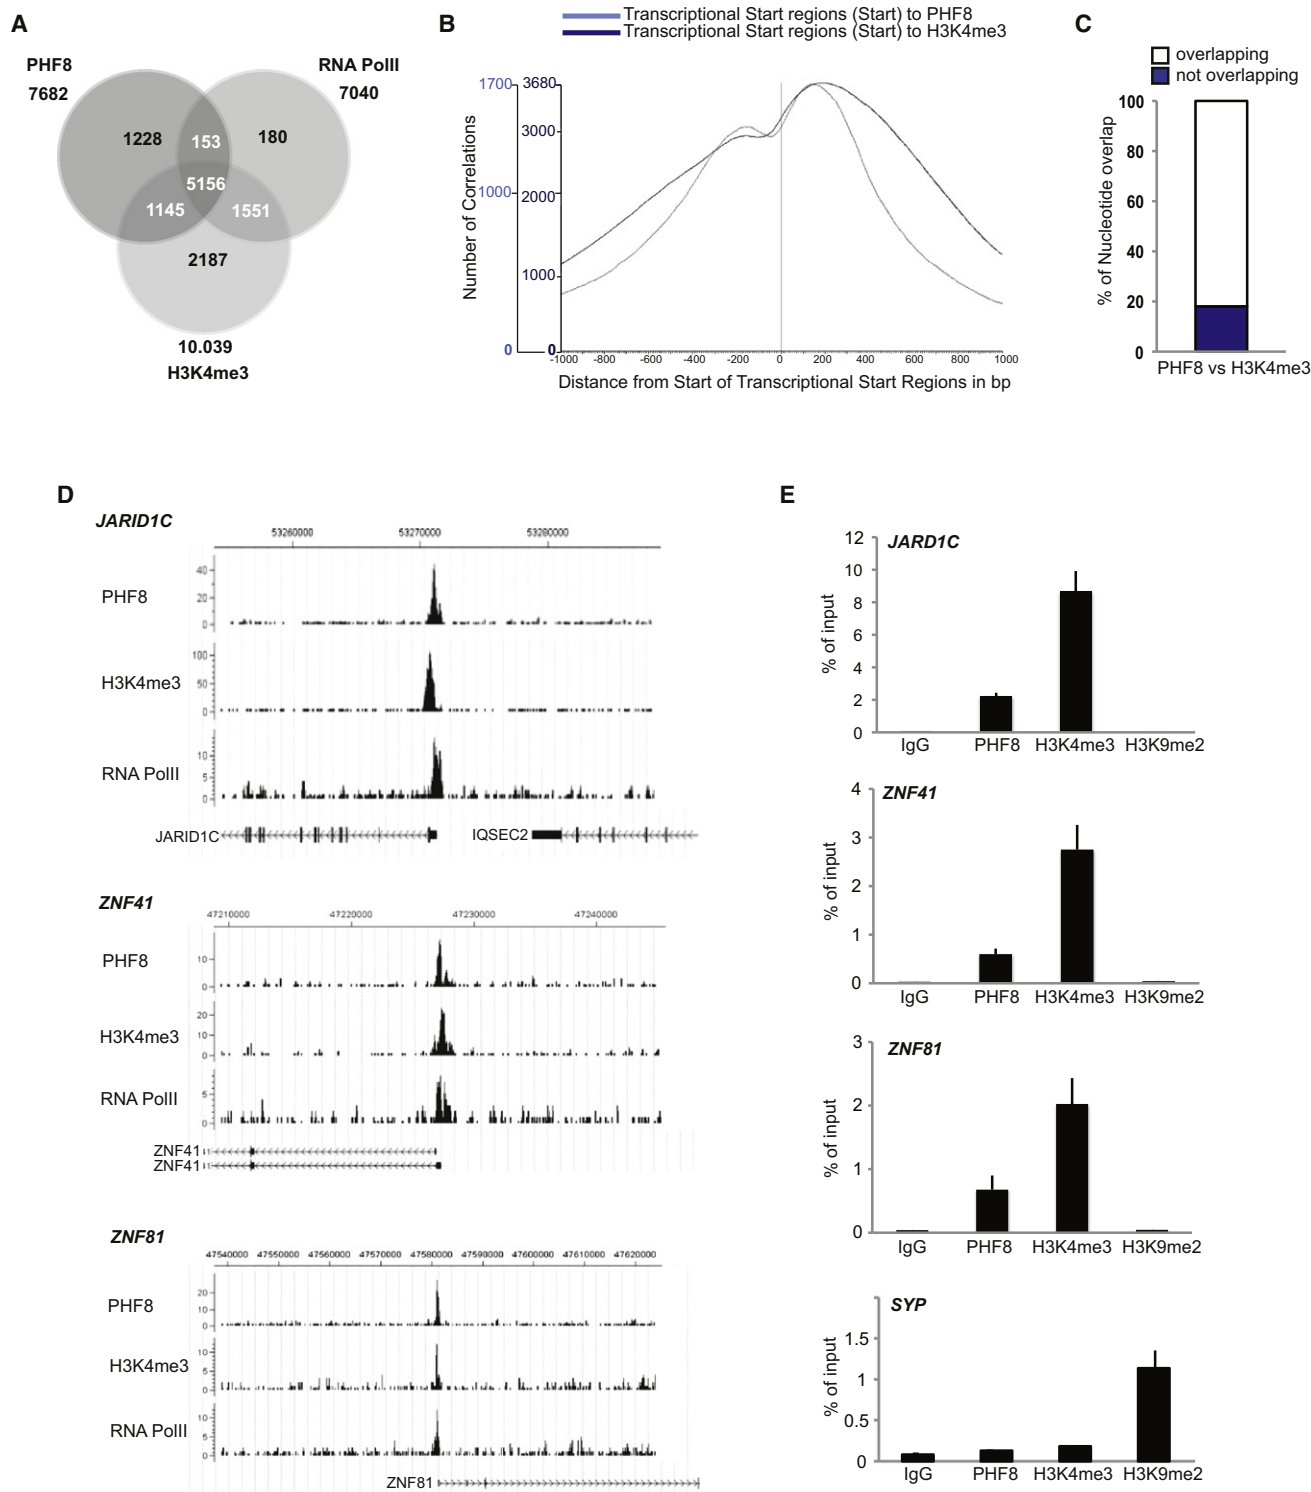 A
PHF8
7682
RNA PolII
7040
1228
153
180
5156
1145
1551
2187
10.039
H3K4me3
B
Transcriptional Start regions (Start) to PHF8
Transcriptional Start regions (Start) to H3K4me3
Number of Correlations
1700
1000
0
3680
3000
2000
1000
0
-1000 -800 -600 -400 -200 0 200 400 600 800 1000
Distance from Start of Transcriptional Start Regions in bp
C
overlapping
not overlapping
% of Nucleotide overlap
100
80
60
40
20
0
PHF8 vs H3K4me3
D
JARID1C
53260000 53270000 53280000
PHF8
40
20
0
H3K4me3
100
50
0
RNA PolII
10
5
0
JARID1C
IQSEC2
ZNF41
47210000 47220000 47230000 47240000
PHF8
10
0
H3K4me3
20
10
0
RNA PolII
5
0
ZNF41
ZNF41
ZNF81
47540000 47550000 47560000 47570000 47580000 47590000 47600000 47610000 47620000
PHF8
20
10
0
H3K4me3
10
5
0
RNA PolII
10
5
0
ZNF81
E
JARD1C
% of input
12
10
8
6
4
2
0
IgG PHF8 H3K4me3 H3K9me2
ZNF41
% of input
4
3
2
1
0
IgG PHF8 H3K4me3 H3K9me2
ZNF81
% of input
3
2
1
0
IgG PHF8 H3K4me3 H3K9me2
SYP
% of input
1.5
1
0.5
0
IgG PHF8 H3K4me3 H3K9me2